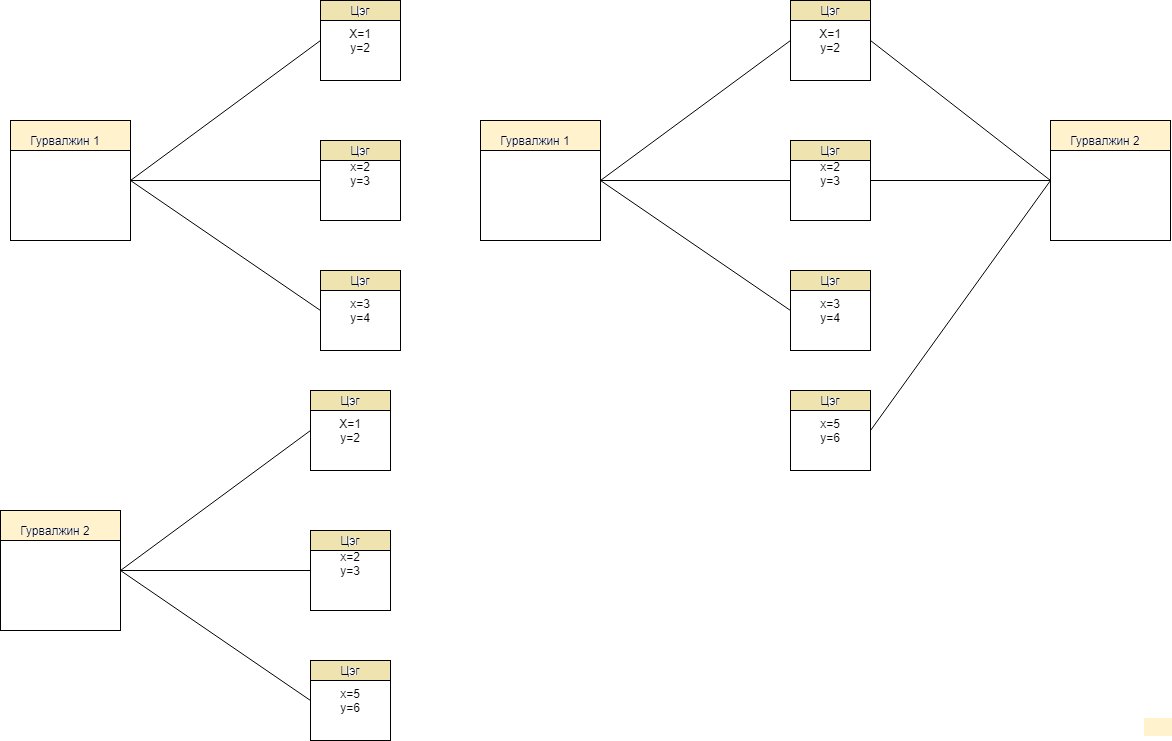 Цэг
X=1
y=2
Гурвалжин 1
Цэг
x=2
y=3
Цэг
x=3
y=4
Цэг
X=1
y=2
Гурвалжин 2
Цэг
x=2
y=3
Цэг
x=5
y=6
Цэг
X=1
y=2
Гурвалжин 1
Цэг
x=2
y=3
Гурвалжин 2
Цэг
x=3
y=4
Цэг
x=5
y=6